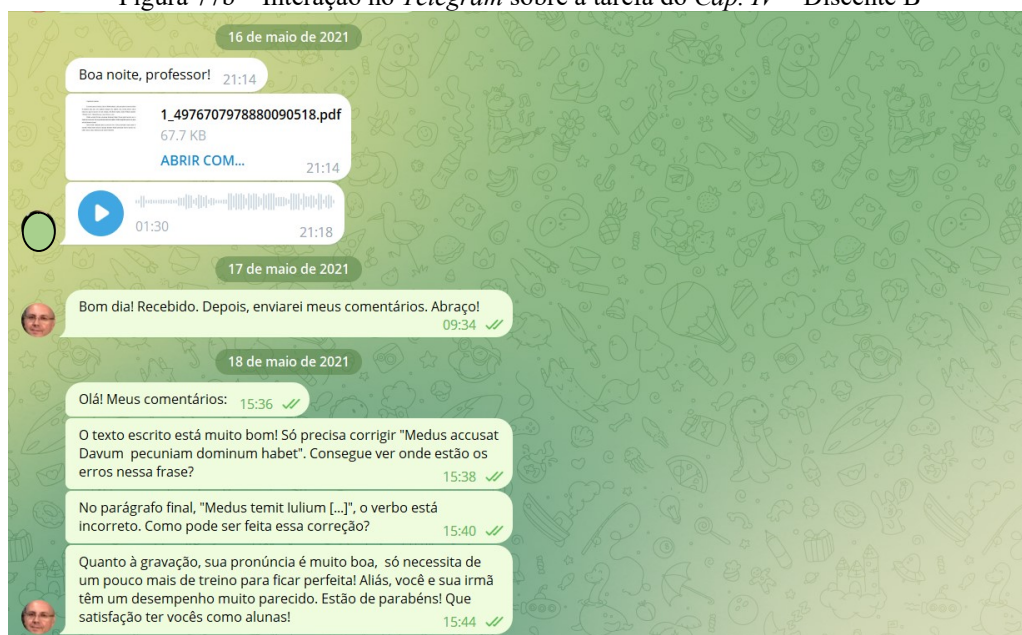 Figura 77b – Interação no Telegram sobre a tarefa do Cap. IV – Discente B
16 de maio de 2021
Boa noite, professor! 21:14
1_4976707978880090518.pdf
67.7 KB
ABRIR COM...
21:14
01:30
21:18
17 de maio de 2021
Bom dia! Recebido. Depois, enviarei meus comentários. Abraço!
09:34
18 de maio de 2021
Olá! Meus comentários: 15:36
O texto escrito está muito bom! Só precisa corrigir "Medus accusat
Davum pecuniam dominum habet". Consegue ver onde estão os
erros nessa frase?
15:38
No parágrafo final, "Medus temit Iulium [...]", o verbo está
incorreto. Como pode ser feita essa correção?
15:40
Quanto à gravação, sua pronúncia é muito boa, só necessita de
um pouco mais de treino para ficar perfeita! Aliás, você e sua irmã
têm um desempenho muito parecido. Estão de parabéns! Que
satisfação ter vocês como alunas!
15:44